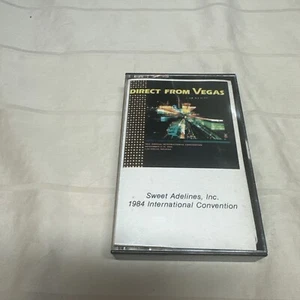 DIRECT FROM VEGAS
Sweet Adelines, Inc.
1984 International Convention